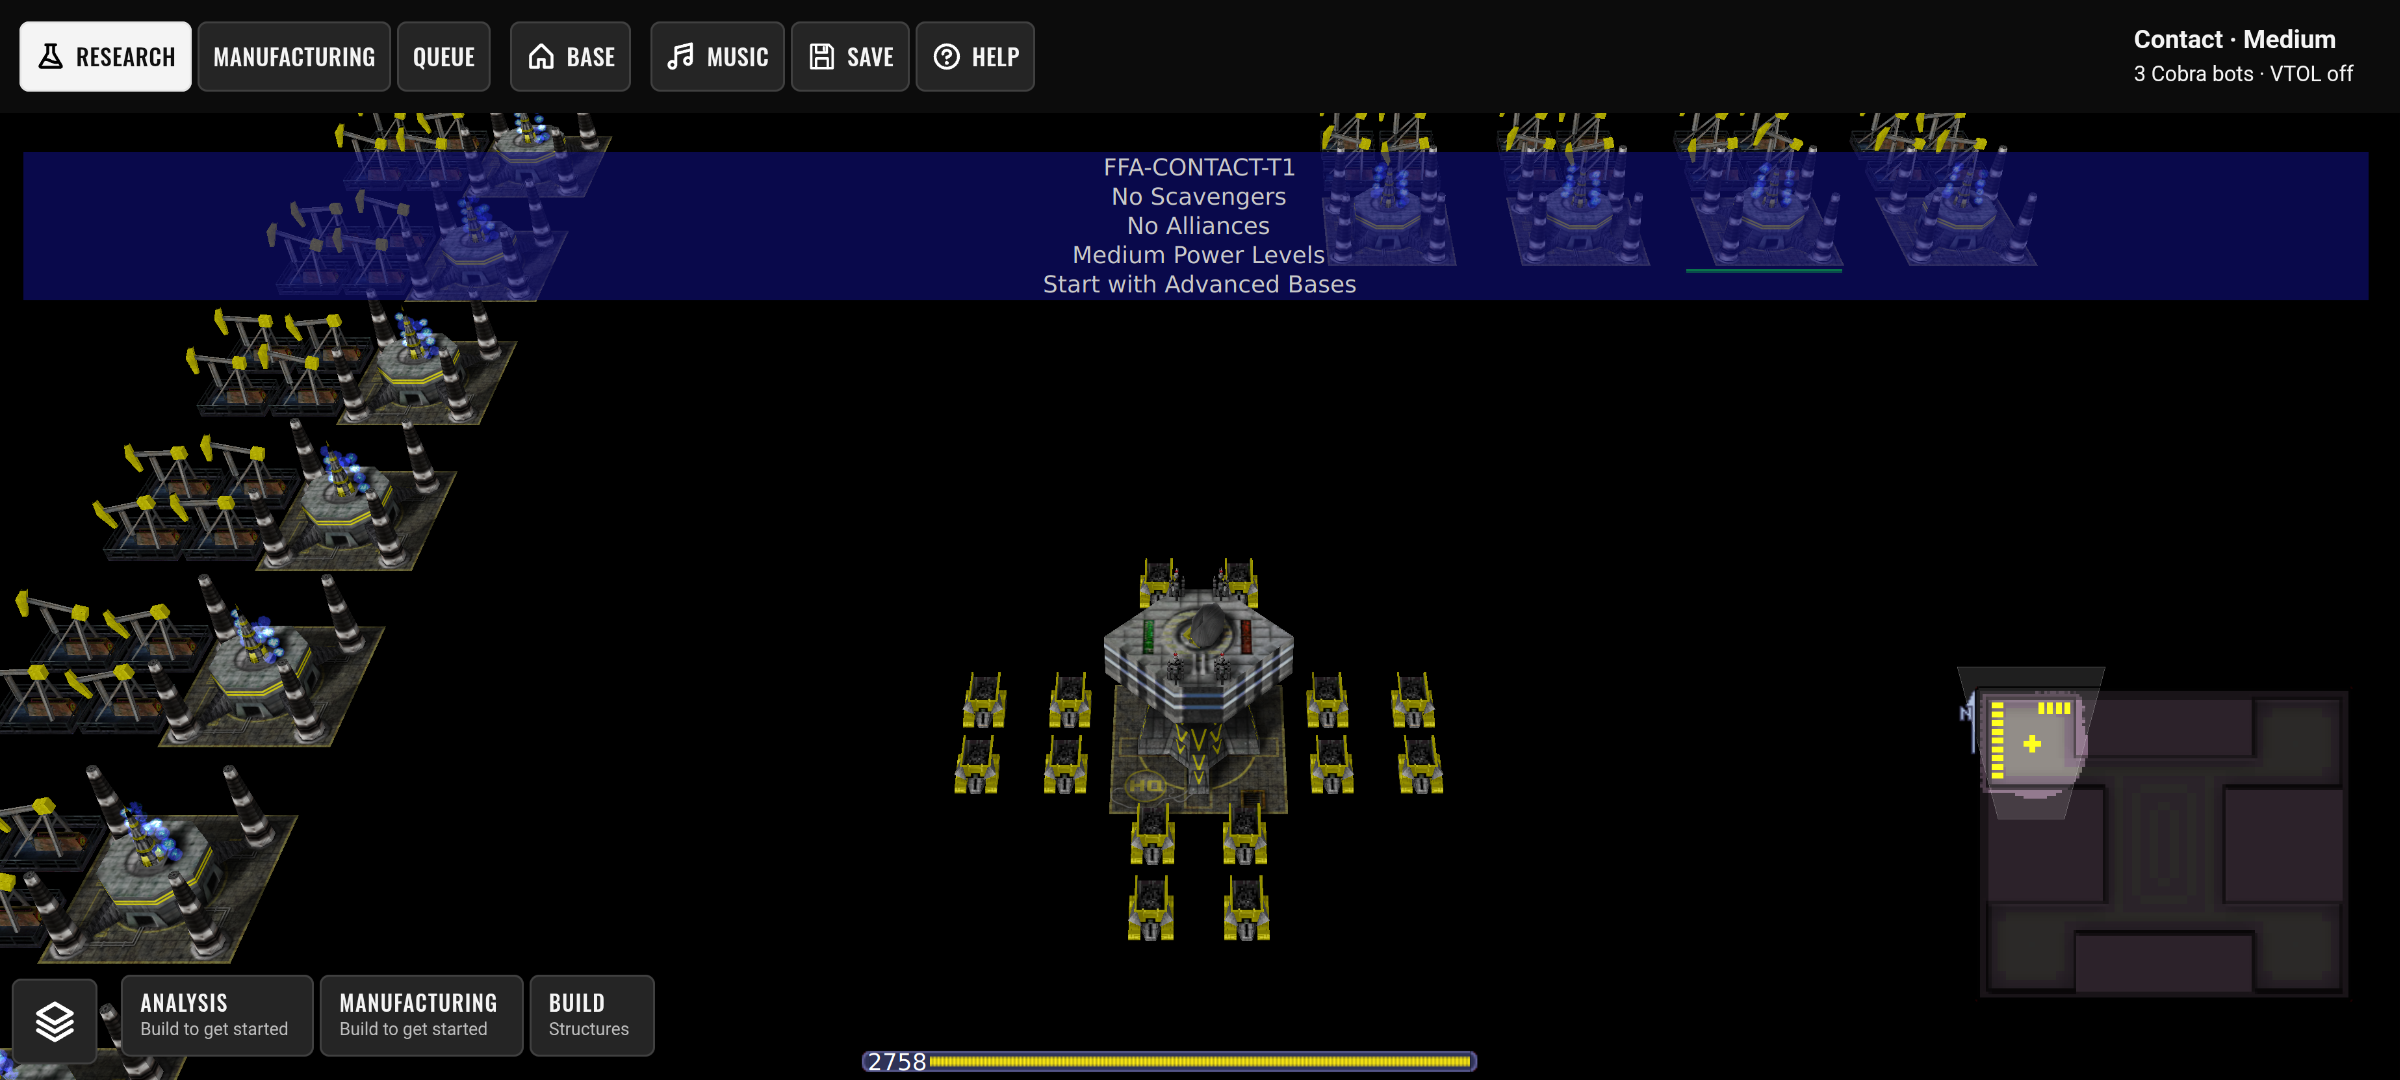 RESEARCH
MANUFACTURING
QUEUE
BASE
MUSIC
SAVE
HELP
Contact · Medium
3 Cobra bots · VTOL off
FFA-CONTACT-T1
No Scavengers
No Alliances
Medium Power Levels
Start with Advanced Bases
HQ
N
ANALYSIS
Build to get started
MANUFACTURING
Build to get started
BUILD
Structures
2758